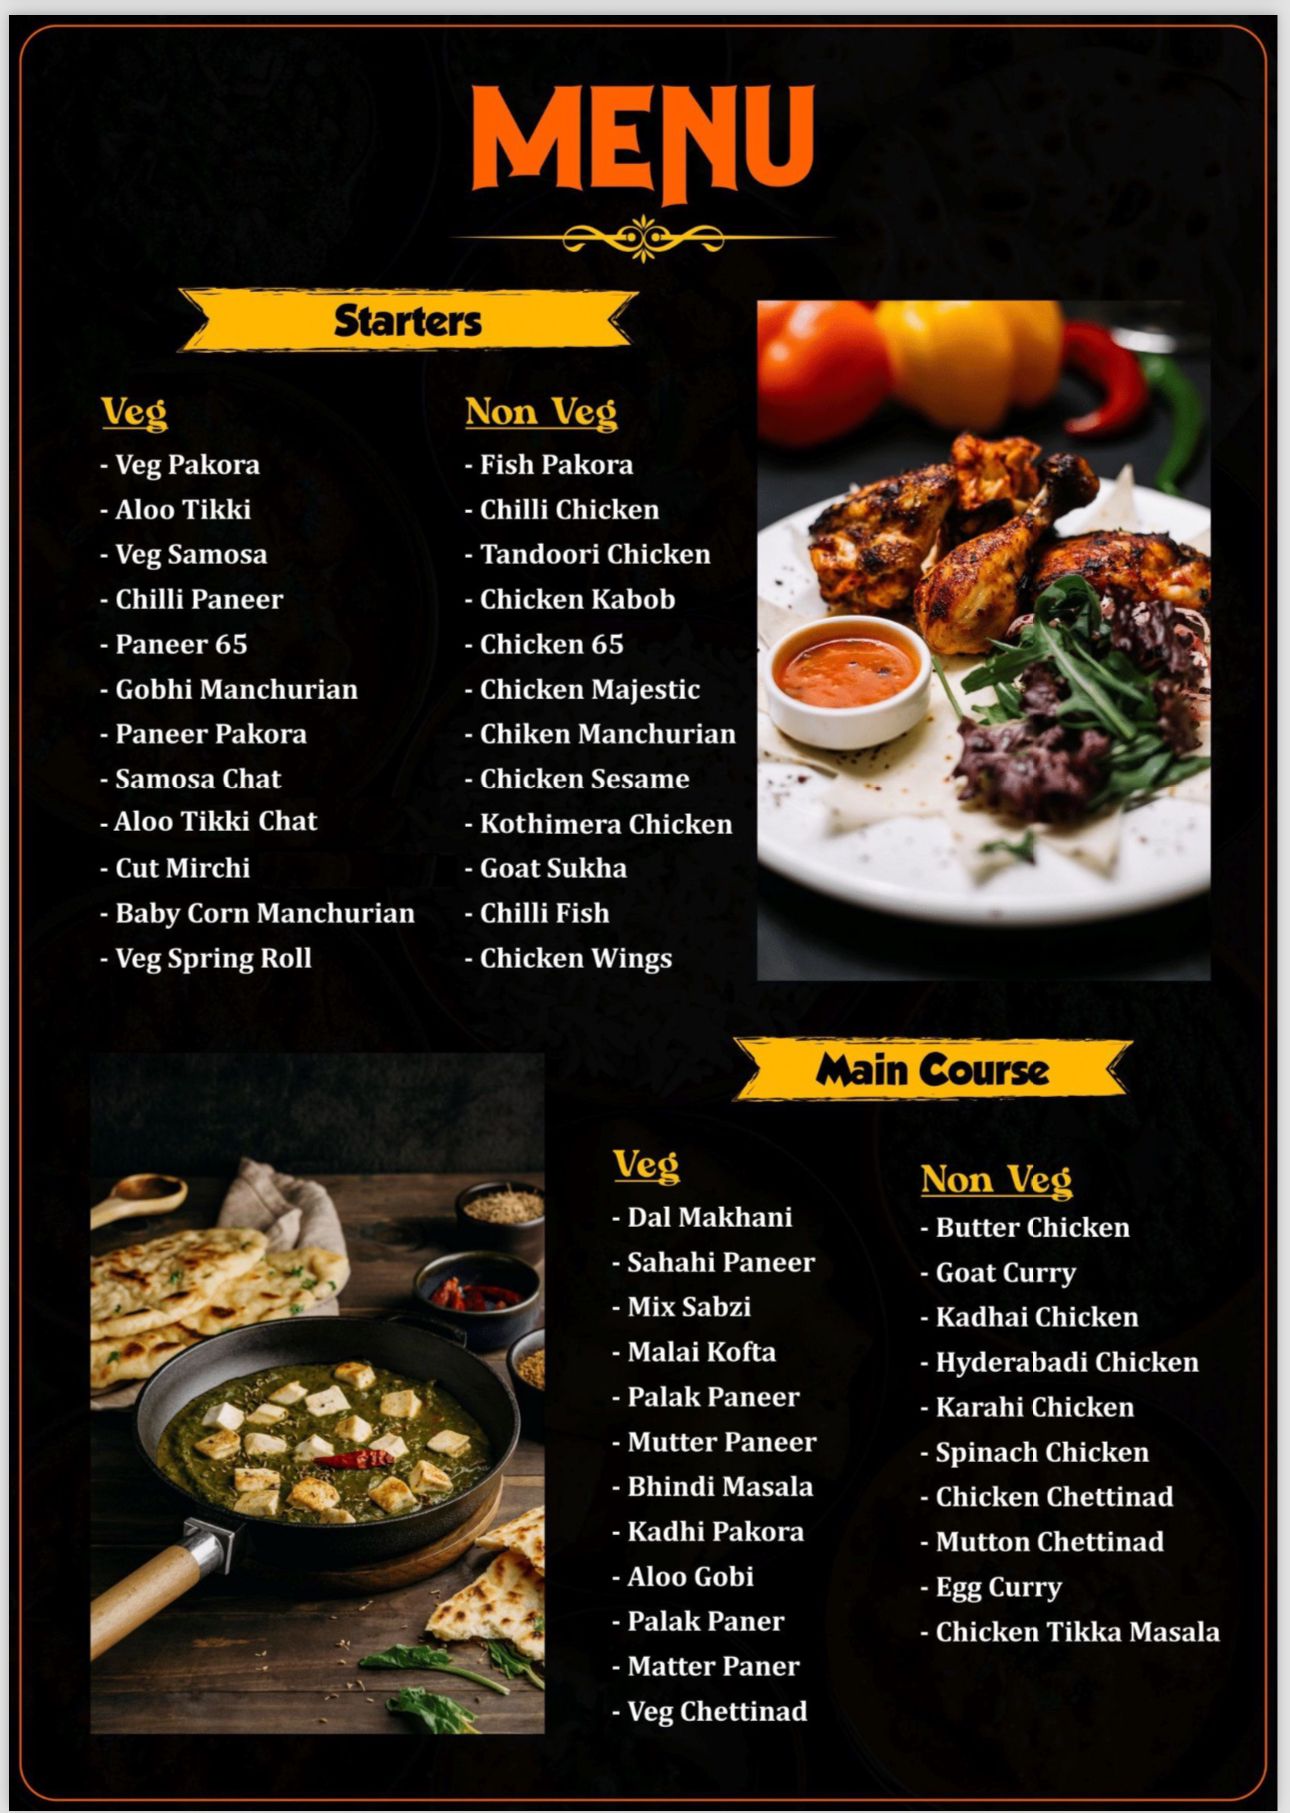 MENU
Starters
Veg
- Veg Pakora
- Aloo Tikki
- Veg Samosa
- Chilli Paneer
- Paneer 65
- Gobhi Manchurian
- Paneer Pakora
- Samosa Chat
- Aloo Tikki Chat
- Cut Mirchi
- Baby Corn Manchurian
- Veg Spring Roll
Non Veg
- Fish Pakora
- Chilli Chicken
- Tandoori Chicken
- Chicken Kabob
- Chicken 65
- Chicken Majestic
- Chiken Manchurian
- Chicken Sesame
- Kothimera Chicken
- Goat Sukha
- Chilli Fish
- Chicken Wings
Main Course
Veg
- Dal Makhani
- Sahahi Paneer
- Mix Sabzi
- Malai Kofta
- Palak Paneer
- Mutter Paneer
- Bhindi Masala
- Kadhi Pakora
- Aloo Gobi
- Palak Paner
- Matter Paner
- Veg Chettinad
Non Veg
- Butter Chicken
- Goat Curry
- Kadhai Chicken
- Hyderabadi Chicken
- Karahi Chicken
- Spinach Chicken
- Chicken Chettinad
- Mutton Chettinad
- Egg Curry
- Chicken Tikka Masala